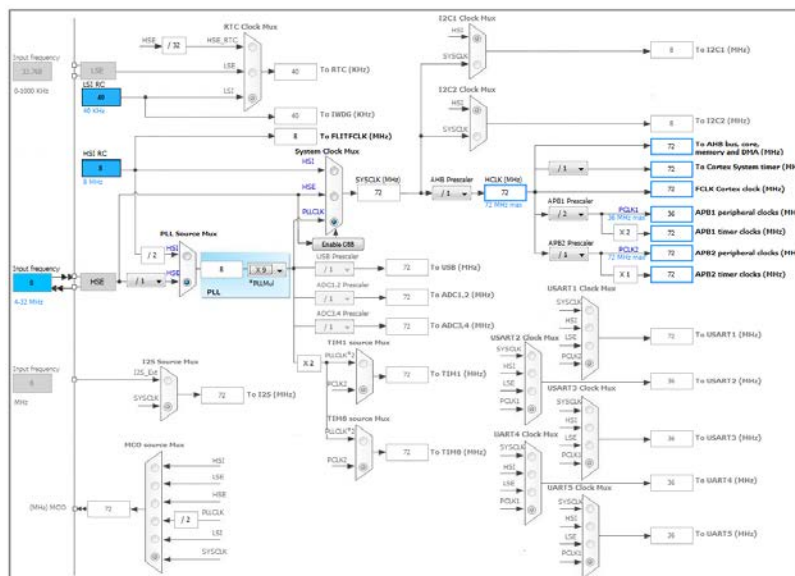 RTC Clock Mux
HSE
/ 32
HSE_RTC
Input frequency
32.768
0-1000 KHz
LSE
LSE
40
To RTC (KHz)
LSI RC
40
40 KHz
LSI
40
To IWDG (KHz)
8
To FLITFCLK (MHz)
HSI RC
8
8 MHz
System Clock Mux
HSI
HSE
PLLCLK
SYSCLK (MHz)
72
AHB Prescaler
/ 1
HCLK (MHz)
72
72 MHz max
Enable CSS
I2C1 Clock Mux
HSI
SYSCLK
8
To I2C1 (MHz)
I2C2 Clock Mux
HSI
SYSCLK
8
To I2C2 (MHz)
72
To AHB bus, core,
memory and DMA (MHz)
/ 1
72
To Cortex System timer (MH
72
FCLK Cortex clock (MHz)
APB1 Prescaler
/ 2
PCLK1
36 MHz max
36
APB1 peripheral clocks (MH
X 2
72
APB1 timer clocks (MHz)
APB2 Prescaler
/ 1
PCLK2
72 MHz max
72
APB2 peripheral clocks (MH
X 1
72
APB2 timer clocks (MHz)
PLL Source Mux
/ 2
HSI
HSE
Input frequency
8
4-32 MHz
HSE
/ 1
8
X 9
*PLLMul
PLL
USB Prescaler
/ 1
72
To USB (MHz)
ADC1,2 Prescaler
/ 1
72
To ADC1,2 (MHz)
ADC3,4 Prescaler
/ 1
72
To ADC3,4 (MHz)
X 2
TIM1 source Mux
PLLCLK*2
PCLK2
72
To TIM1 (MHz)
TIM8 source Mux
PLLCLK*2
PCLK2
72
To TIM8 (MHz)
Input frequency
8
MHz
I2S Source Mux
I2S_Ext
SYSCLK
72
To I2S (MHz)
MCO source Mux
HSI
LSE
HSE
PLLCLK
/ 2
LSI
SYSCLK
(MHz) MCO
72
USART1 Clock Mux
SYSCLK
HSI
LSE
PCLK2
72
To USART1 (MHz)
USART2 Clock Mux
SYSCLK
HSI
LSE
PCLK1
36
To USART2 (MHz)
USART3 Clock Mux
SYSCLK
HSI
LSE
PCLK1
36
To USART3 (MHz)
UART4 Clock Mux
SYSCLK
HSI
LSE
PCLK1
36
To UART4 (MHz)
UART5 Clock Mux
SYSCLK
HSI
LSE
PCLK1
36
To UART5 (MHz)